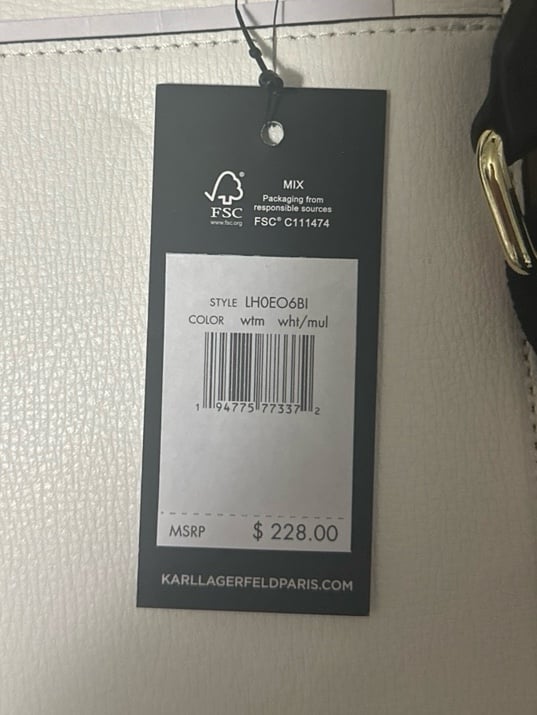 MIX
Packaging from
responsible sources
FSC® C111474
FSC
www.fsc.org
STYLE LH0EO6BI
COLOR wtm wht/mul
1 94775 77337 2
MSRP $ 228.00
KARLLAGERFELDPARIS.COM